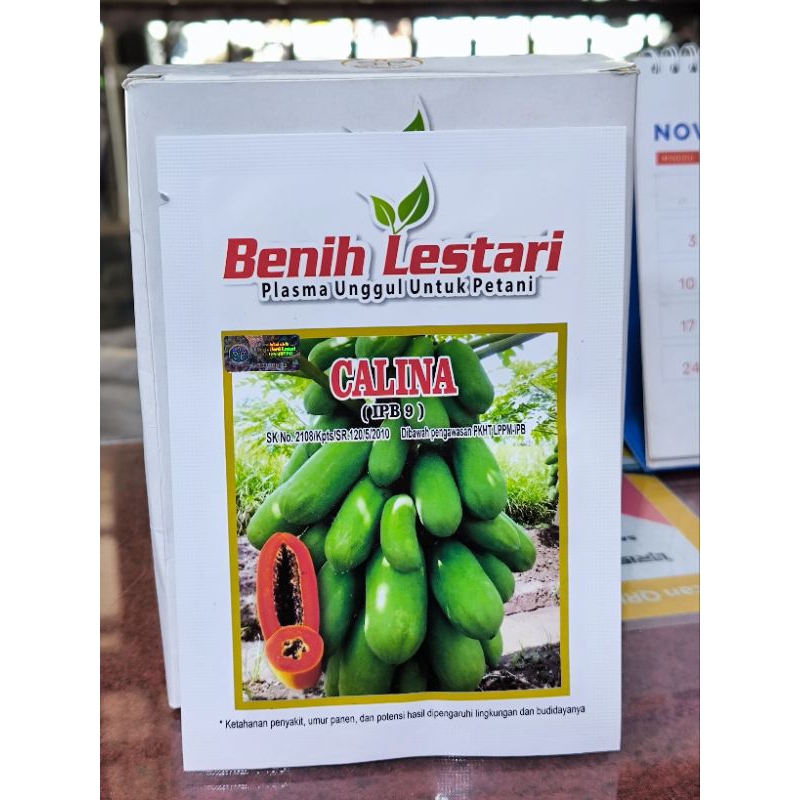 Benih Lestari
Plasma Unggul Untuk Petani
CALINA
( IPB 9 )
SK No. 2108/Kpts/SR.120/5/2010 Dibawah pengawasan PKHT LPPM-IPB
* Ketahanan penyakit, umur panen, dan potensi hasil dipengaruhi lingkungan dan budidayanya
NOV
MINGGU
3
10
17
24